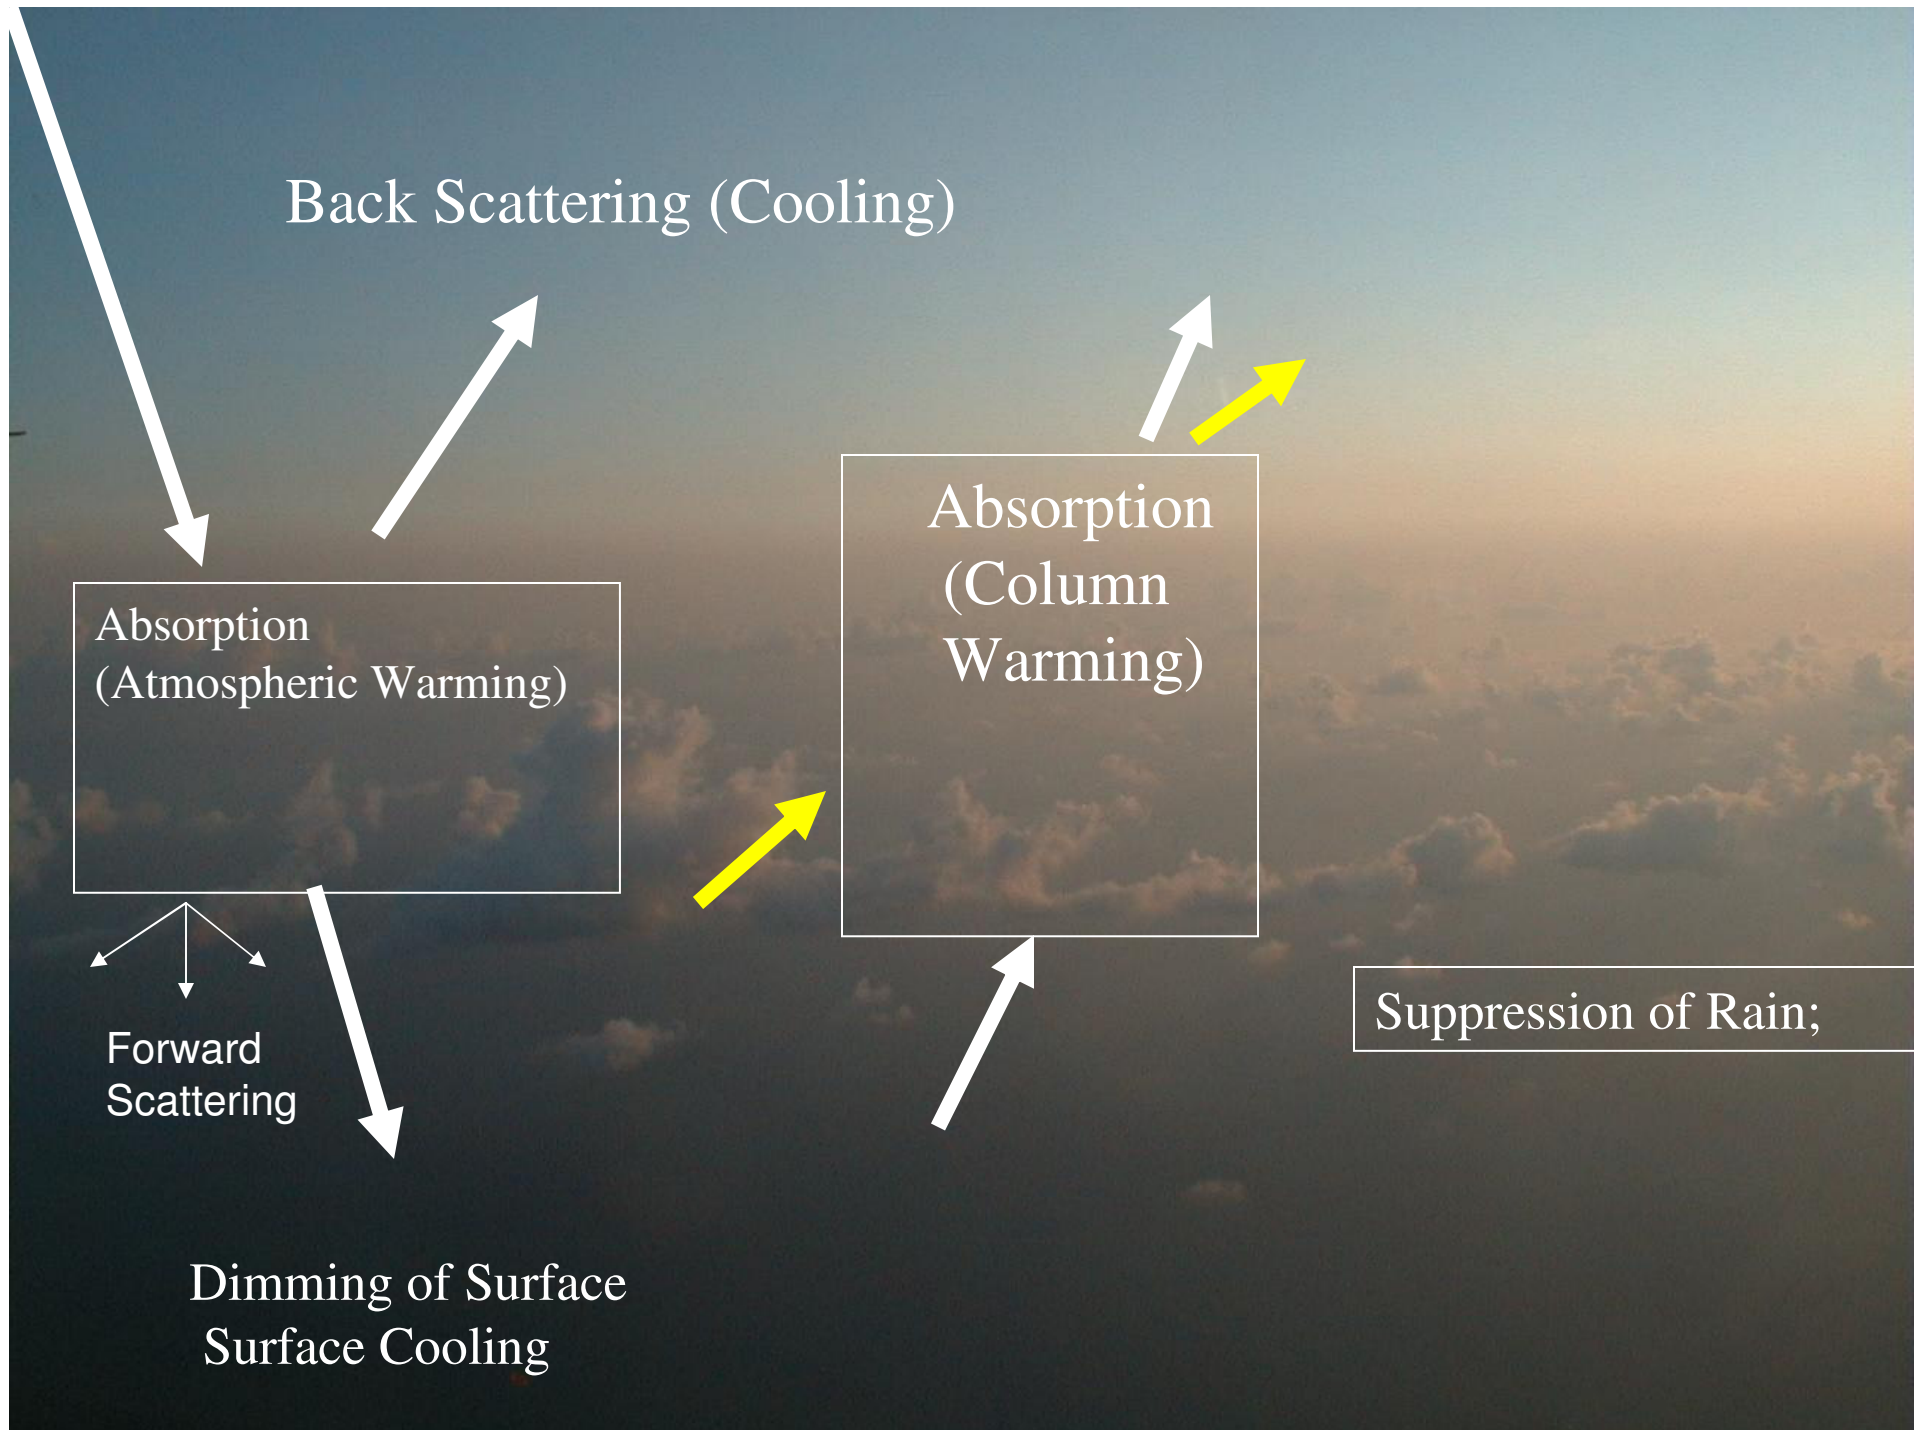 Back Scattering (Cooling)
Absorption
(Column
Warming)
Absorption
(Atmospheric Warming)
Suppression of Rain;
Forward
Scattering
Dimming of Surface
Surface Cooling